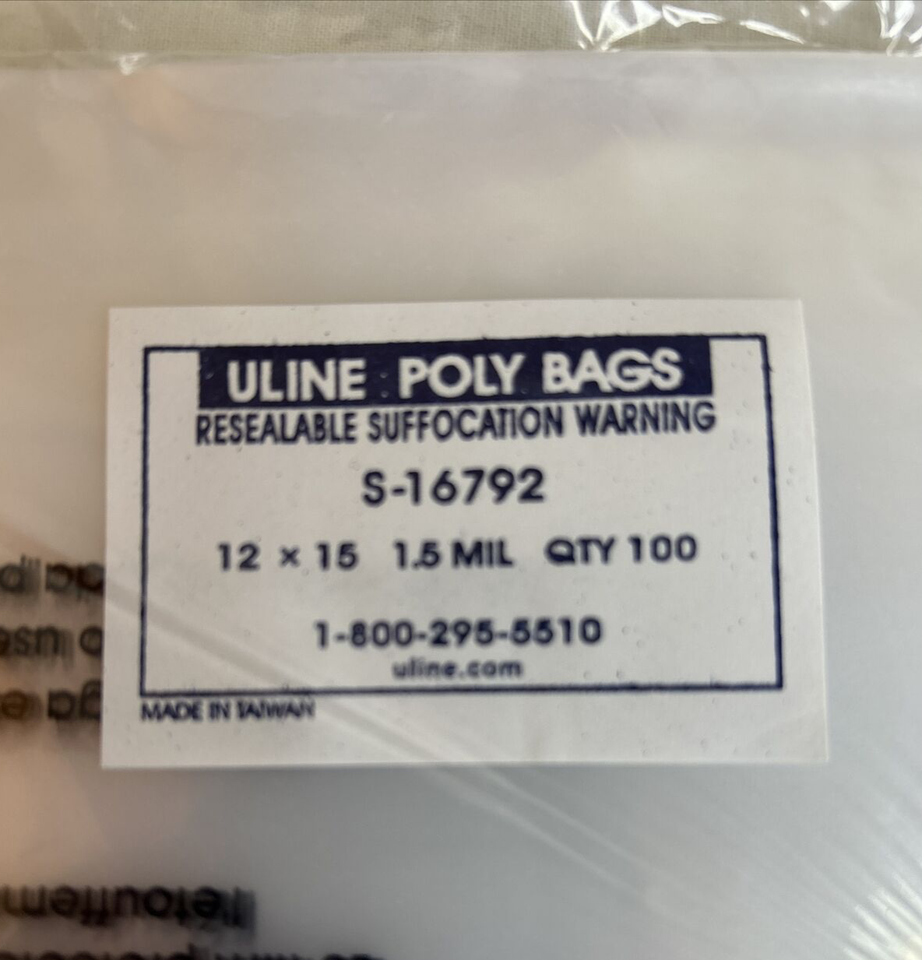 ULINE POLY BAGS
RESEALABLE SUFFOCATION WARNING
S-16792
12 × 15 1.5 MIL QTY 100
1-800-295-5510
uline.com
MADE IN TAIWAN